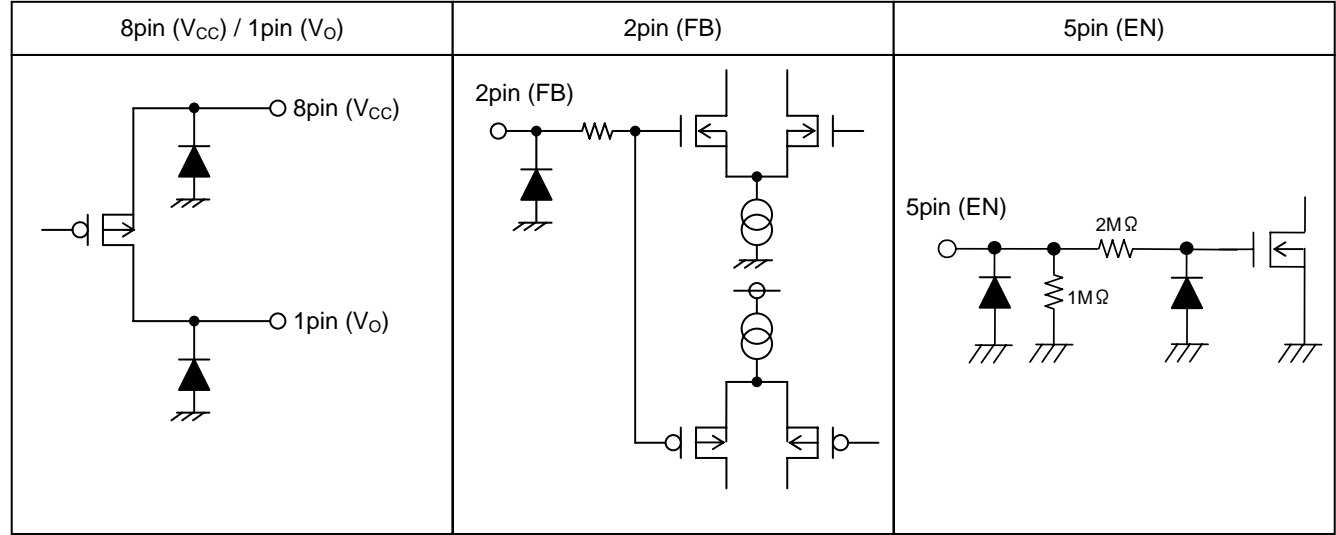 8pin (VCC) / 1pin (VO)
2pin (FB)
5pin (EN)
8pin (VCC)
1pin (VO)
2pin (FB)
5pin (EN)
2MΩ
1MΩ